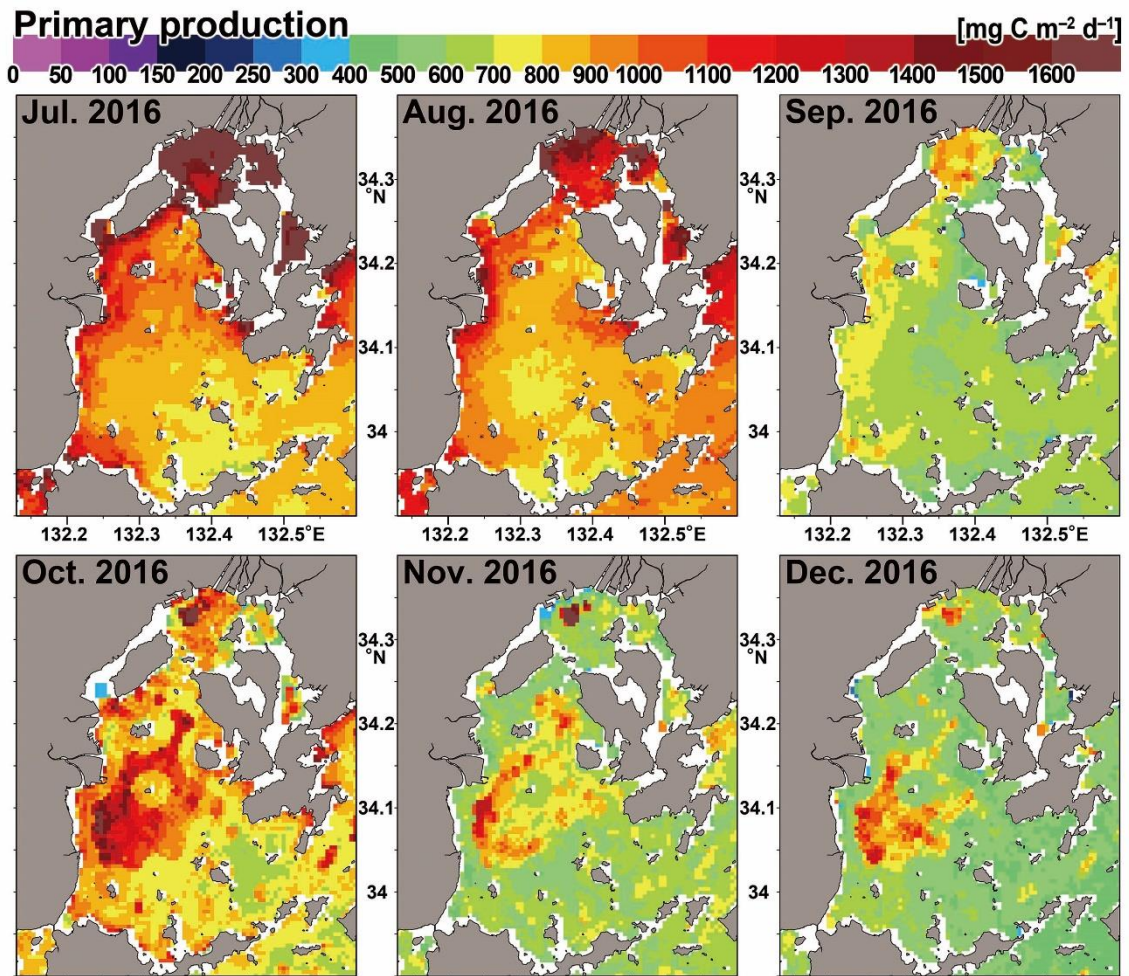 Primary production [mg C m⁻² d⁻¹]
0 50 100 150 200 250 300 400 500 600 700 800 900 1000 1100 1200 1300 1400 1500 1600
Jul. 2016 Aug. 2016 Sep. 2016
34.3 34.3
°N °N
34.2 34.2
34.1 34.1
34 34
132.2 132.3 132.4 132.5°E 132.2 132.3 132.4 132.5°E 132.2 132.3 132.4 132.5°E
Oct. 2016 Nov. 2016 Dec. 2016
34.3 34.3
°N °N
34.2 34.2
34.1 34.1
34 34